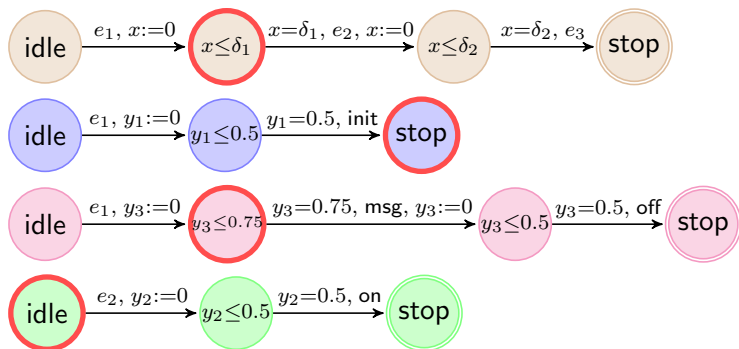 idle e₁, x:=0 x≤δ₁ x=δ₁, e₂, x:=0 x≤δ₂ x=δ₂, e₃ stop
idle e₁, y₁:=0 y₁≤0.5 y₁=0.5, init stop
idle e₁, y₃:=0 y₃≤0.75 y₃=0.75, msg, y₃:=0 y₃≤0.5 y₃=0.5, off stop
idle e₂, y₂:=0 y₂≤0.5 y₂=0.5, on stop